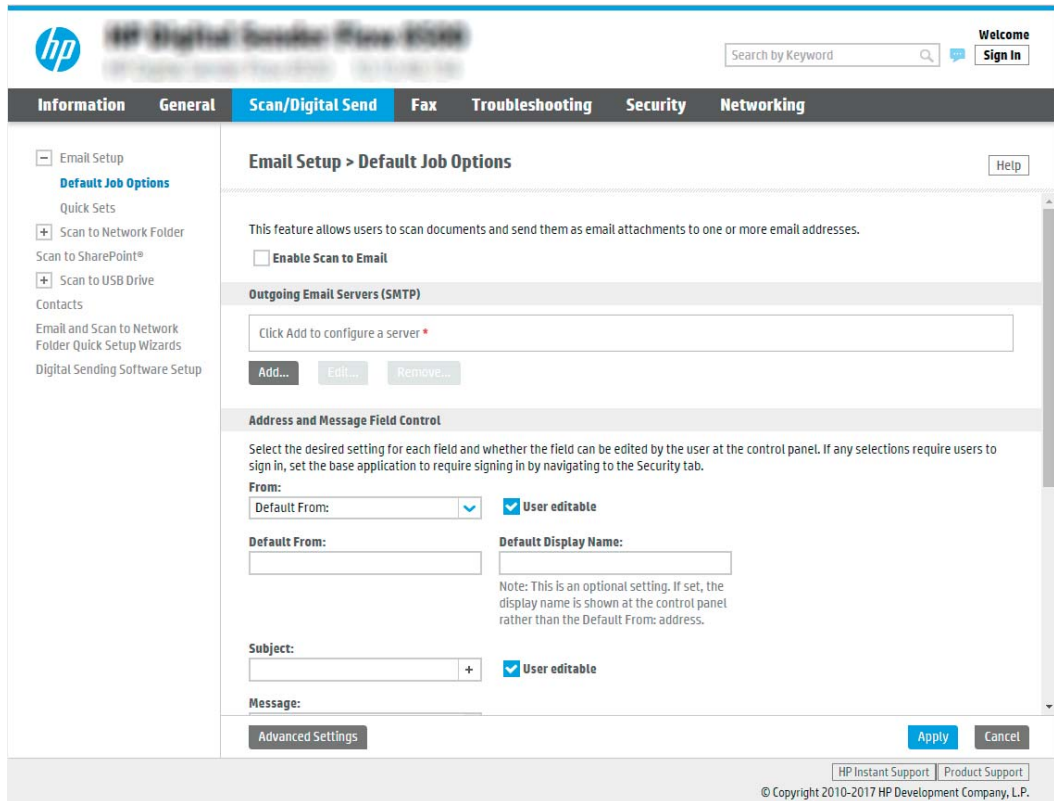 hp
Welcome
Search by Keyword
Sign In
Information General Scan/Digital Send Fax Troubleshooting Security Networking
Email Setup
Default Job Options
Quick Sets
Scan to Network Folder
Scan to SharePoint®
Scan to USB Drive
Contacts
Email and Scan to Network
Folder Quick Setup Wizards
Digital Sending Software Setup
Email Setup > Default Job Options
Help
This feature allows users to scan documents and send them as email attachments to one or more email addresses.
Enable Scan to Email
Outgoing Email Servers (SMTP)
Click Add to configure a server *
Add... Edit... Remove...
Address and Message Field Control
Select the desired setting for each field and whether the field can be edited by the user at the control panel. If any selections require users to
sign in, set the base application to require signing in by navigating to the Security tab.
From:
Default From: User editable
Default From: Default Display Name:
Note: This is an optional setting. If set, the
display name is shown at the control panel
rather than the Default From: address.
Subject:
+ User editable
Message:
Advanced Settings Apply Cancel
HP Instant Support Product Support
© Copyright 2010-2017 HP Development Company, L.P.